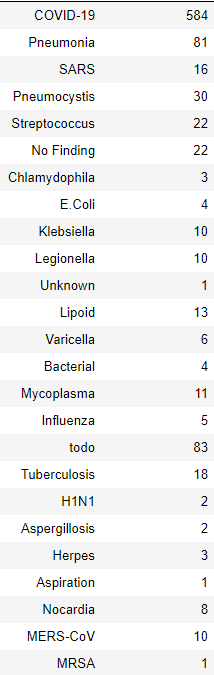 COVID-19 584
Pneumonia 81
SARS 16
Pneumocystis 30
Streptococcus 22
No Finding 22
Chlamydophila 3
E.Coli 4
Klebsiella 10
Legionella 10
Unknown 1
Lipoid 13
Varicella 6
Bacterial 4
Mycoplasma 11
Influenza 5
todo 83
Tuberculosis 18
H1N1 2
Aspergillosis 2
Herpes 3
Aspiration 1
Nocardia 8
MERS-CoV 10
MRSA 1